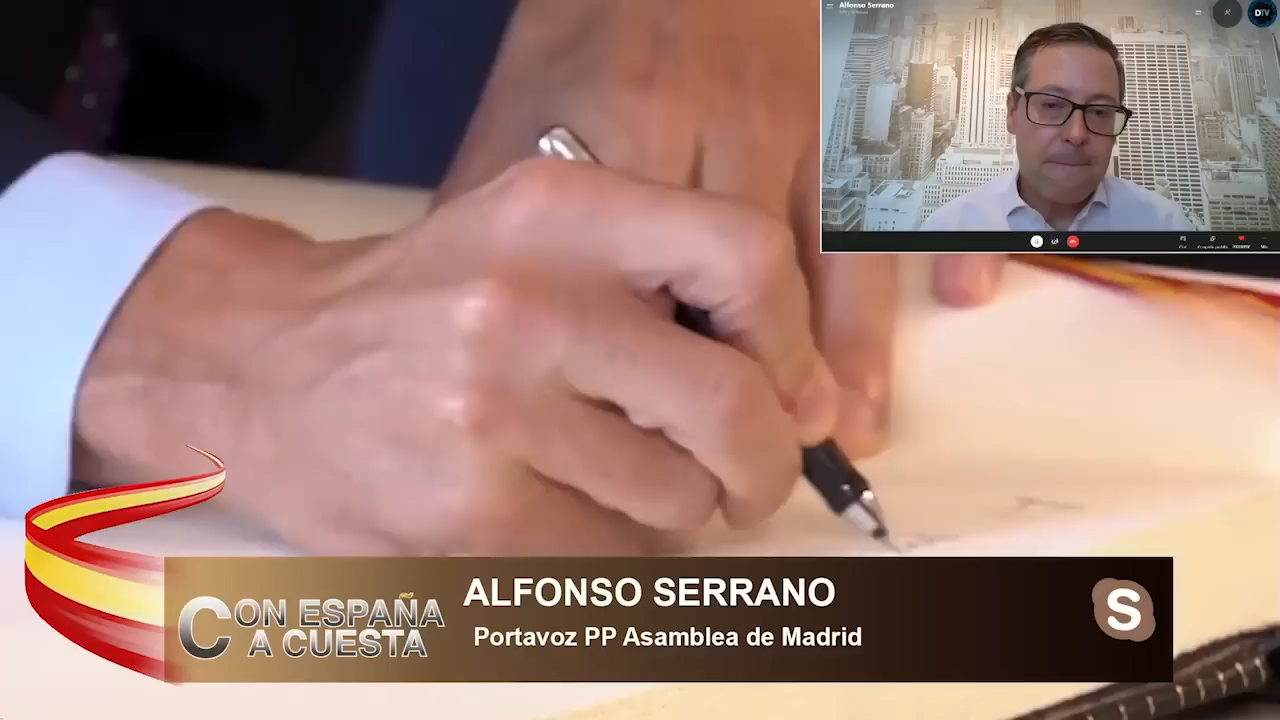 Alfonso Serrano
DTV
ALFONSO SERRANO
CON ESPAÑA
A CUESTA
Portavoz PP Asamblea de Madrid
S